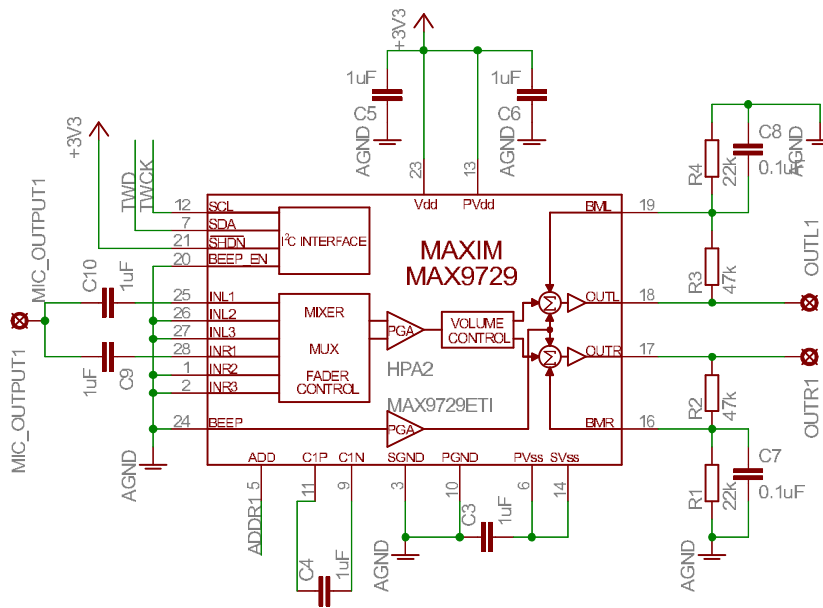 +3V3
1uF
C5
AGND
1uF
C6
AGND
23
13
Vdd
PVdd
+3V3
TWD
TWCK
12
SCL
7
SDA
21
SHDN
20
BEEP_EN
I²C INTERFACE
MAXIM
MAX9729
BML
19
R4
22k
C8
0.1uF
AGND
R3
47k
OUTL1
MIC_OUTPUT1
C10
1uF
25
INL1
26
INL2
27
INL3
28
INR1
1
INR2
2
INR3
MIXER
MUX
FADER
CONTROL
PGA
VOLUME
CONTROL
Σ
OUTL
18
Σ
OUTR
17
HPA2
MAX9729ETI
MIC_OUTPUT1
1uF
C9
24
BEEP
PGA
BMR
16
R2
47k
OUTR1
AGND
ADD
C1P
C1N
SGND
PGND
PVss
SVss
5
11
9
3
10
6
14
ADDR1
C4
1uF
C3
1uF
AGND
R1
22k
C7
0.1uF
AGND